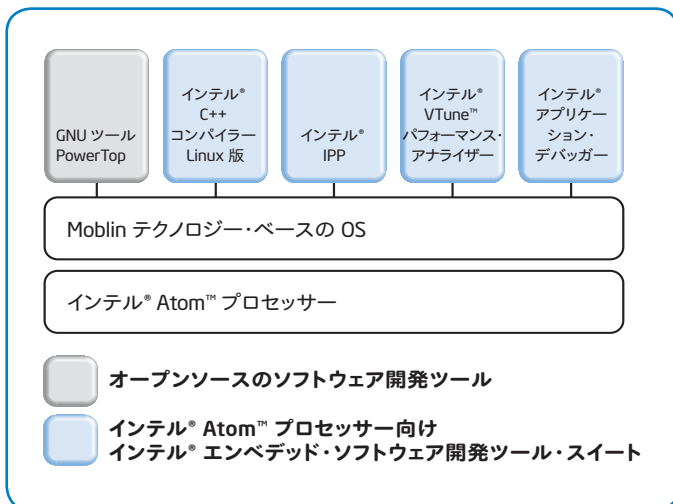 GNU ツール
PowerTop
インテル®
C++
コンパイラー
Linux 版
インテル®
IPP
インテル®
VTune™
パフォーマンス・
アナライザー
インテル®
アプリケー
ション・
デバッガー
Moblin テクノロジー・ベースの OS
インテル® Atom™ プロセッサー
オープンソースのソフトウェア開発ツール
インテル® Atom™ プロセッサー向け
インテル® エンベデッド・ソフトウェア開発ツール・スイート